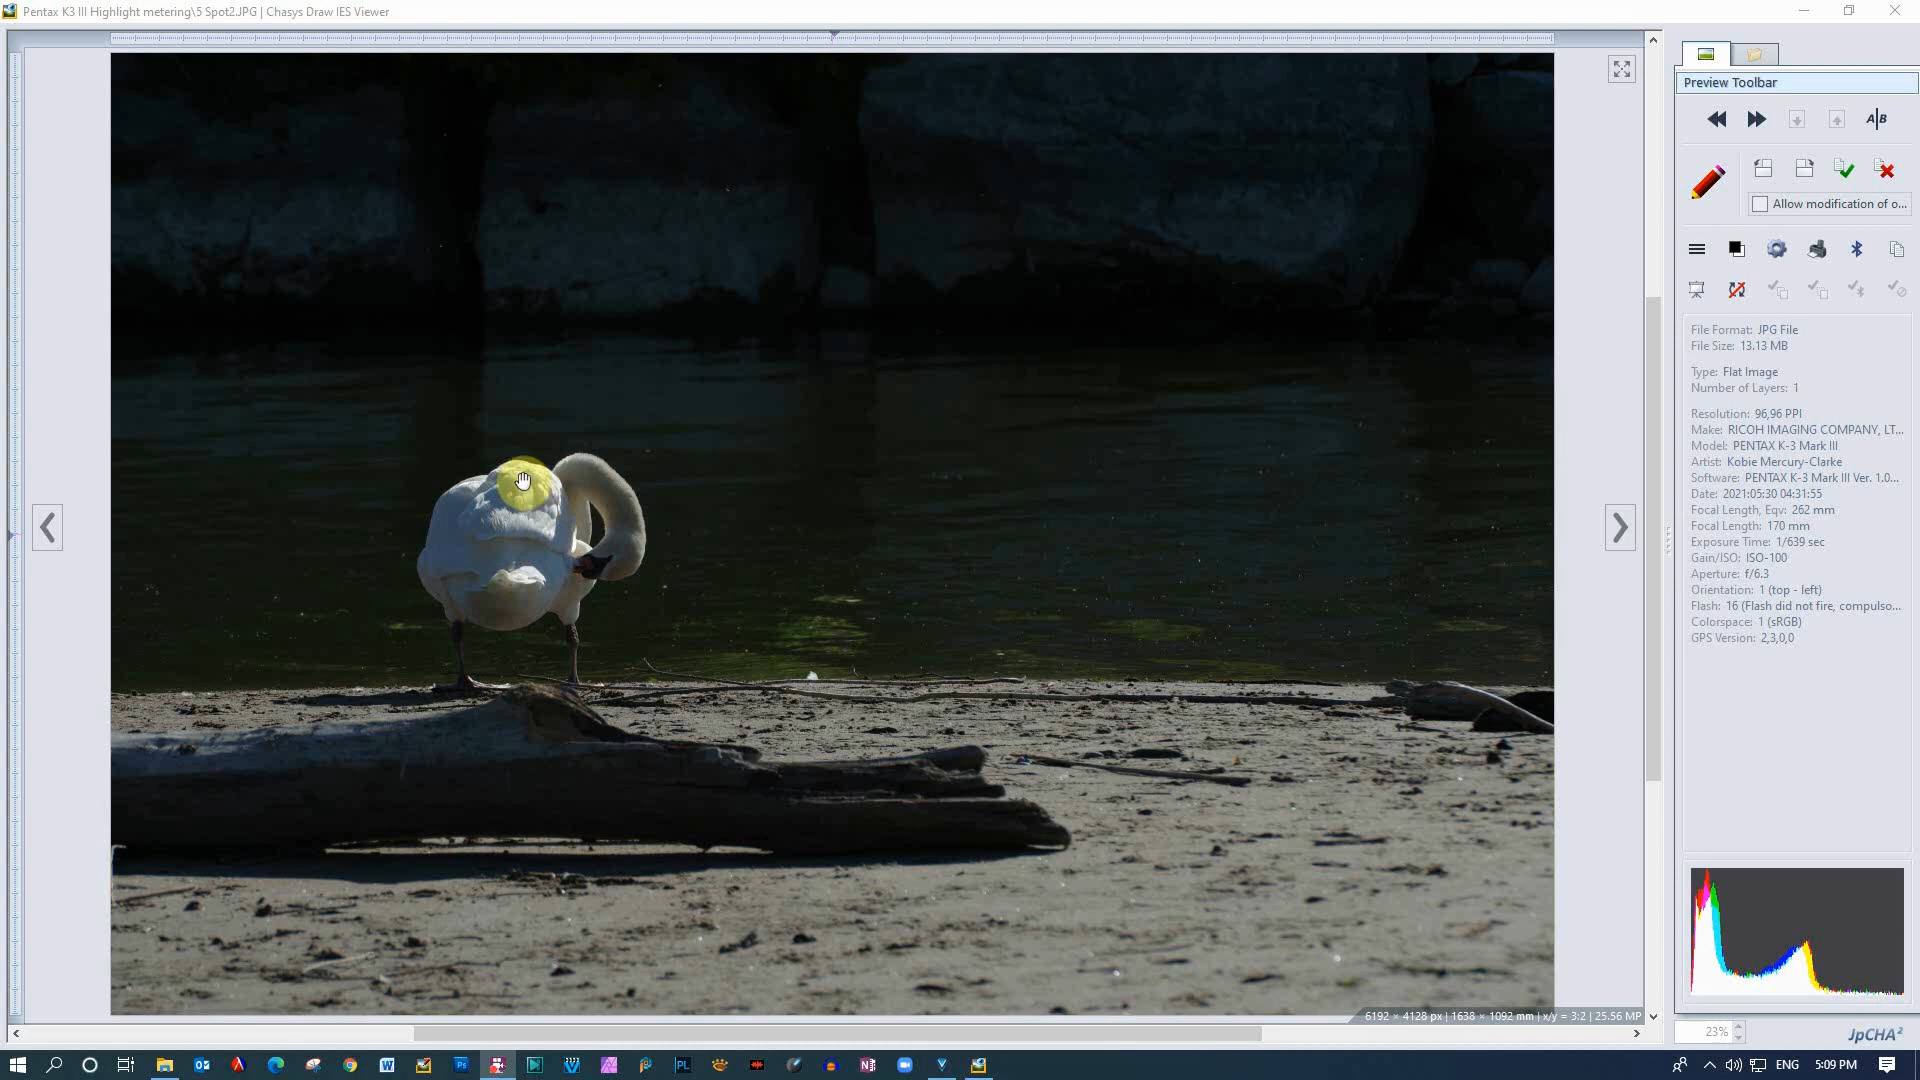 Pentax K3 III Highlight metering\5 Spot2.JPG | Chasys Draw IES Viewer
Preview Toolbar
A|B
Allow modification of o...
File Format: JPG File
File Size: 13.13 MB
Type: Flat Image
Number of Layers: 1
Resolution: 96,96 PPI
Make: RICOH IMAGING COMPANY, LT...
Model: PENTAX K-3 Mark III
Artist: Kobie Mercury-Clarke
Software: PENTAX K-3 Mark III Ver. 1.0...
Date: 2021:05:30 04:31:55
Focal Length, Eqv: 262 mm
Focal Length: 170 mm
Exposure Time: 1/639 sec
Gain/ISO: ISO-100
Aperture: f/6.3
Orientation: 1 (top - left)
Flash: 16 (Flash did not fire, compulso...
Colorspace: 1 (sRGB)
GPS Version: 2,3,0,0
6192 × 4128 px | 1638 × 1092 mm | x/y = 3:2 | 25.56 MP
23%
JpCHA²
Ps
PL
ENG
5:09 PM